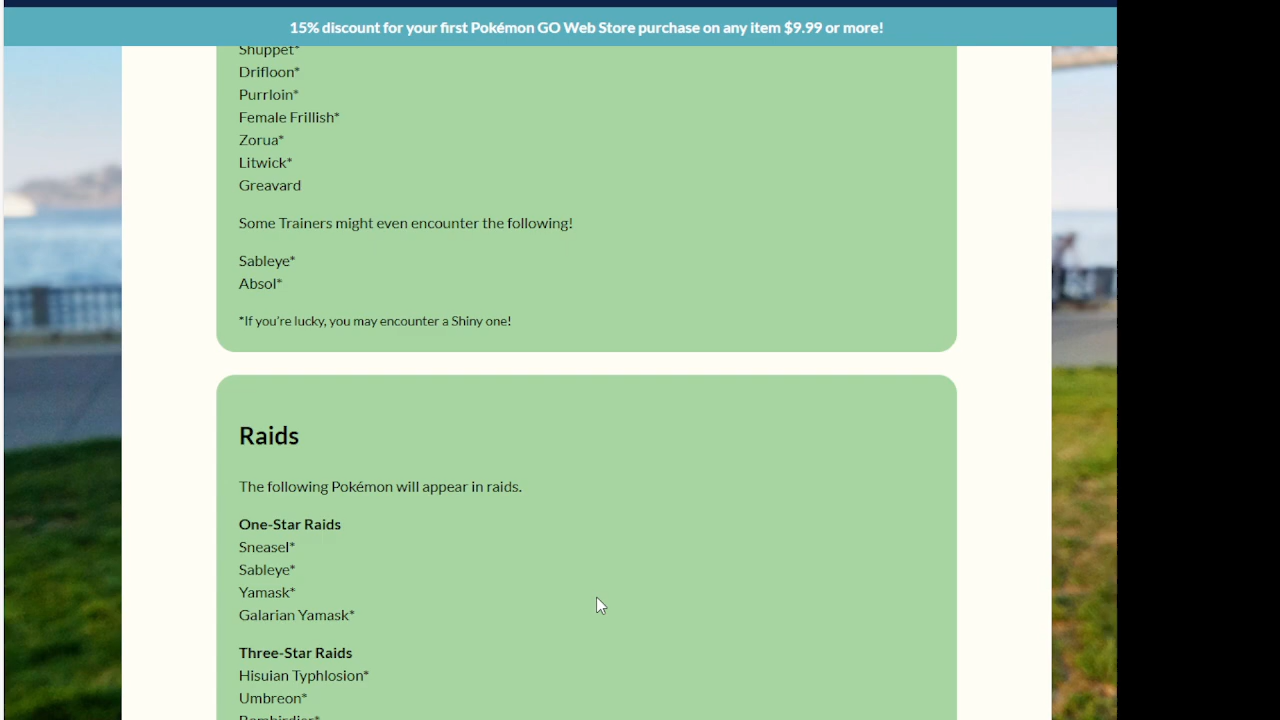 15% discount for your first Pokémon GO Web Store purchase on any item $9.99 or more!
Shuppet*
Drifloon*
Purrloin*
Female Frillish*
Zorua*
Litwick*
Greavard
Some Trainers might even encounter the following!
Sableye*
Absol*
*If you’re lucky, you may encounter a Shiny one!
Raids
The following Pokémon will appear in raids.
One-Star Raids
Sneasel*
Sableye*
Yamask*
Galarian Yamask*
Three-Star Raids
Hisuian Typhlosion*
Umbreon*
Bombirdier*